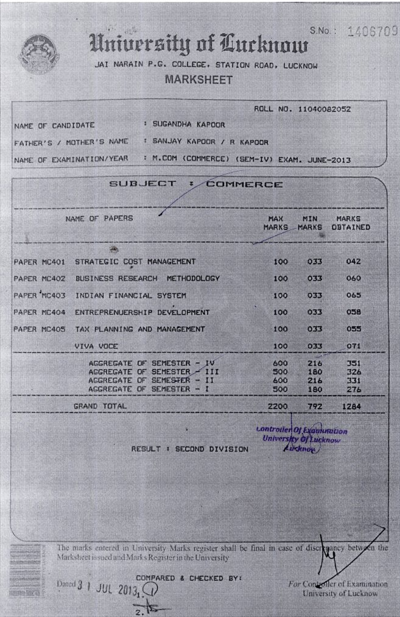 S.No.: 1406709
University of Lucknow
JAI NARAIN P.G. COLLEGE, STATION ROAD, LUCKNOW
MARKSHEET
ROLL NO. 11040082052
NAME OF CANDIDATE : SUGANDHA KAPOOR
FATHER'S / MOTHER'S NAME : SANJAY KAPOOR / R KAPOOR
NAME OF EXAMINATION/YEAR : M.COM (COMMERCE) (SEM-IV) EXAM. JUNE-2013
SUBJECT : COMMERCE
NAME OF PAPERS MAX MARKS MIN MARKS MARKS OBTAINED
PAPER MC401 STRATEGIC COST MANAGEMENT 100 033 042
PAPER MC402 BUSINESS RESEARCH METHODOLOGY 100 033 060
PAPER MC403 INDIAN FINANCIAL SYSTEM 100 033 065
PAPER MC404 ENTREPRENUERSHIP DEVELOPMENT 100 033 058
PAPER MC405 TAX PLANNING AND MANAGEMENT 100 033 055
VIVA VROCE 100 033 071
AGGREGATE OF SEMESTER - IV 600 216 351
AGGREGATE OF SEMESTER - III 500 180 326
AGGREGATE OF SEMESTER - II 600 216 331
AGGREGATE OF SEMESTER - I 500 180 276
GRAND TOTAL 2200 792 1284
Controller Of Examination
University Of Lucknow
Lucknow
RESULT : SECOND DIVISION
The marks entered in University Marks register shall be final in case of discrepancy between the
Marksheet issued and Marks Register in the University
COMPARED & CHECKED BY:
Dated 31 JUL 2013 1
2.
For Controller of Examination
University of Lucknow